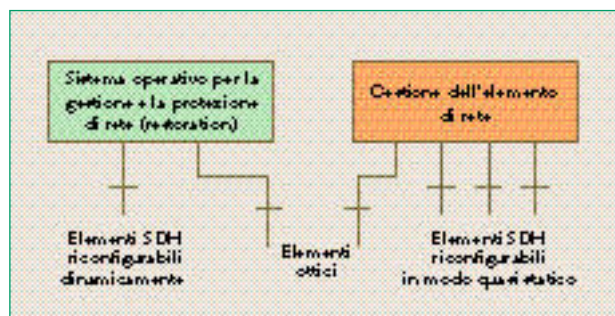 Sistema operativo per la
gestione e la protezione
di rete (restoration)
Gestione dell'elemento
di rete
Elementi SDH
riconfigurabili
dinamicamente
Elementi
ottici
Elementi SDH
riconfigurabili
in modo quasi statico